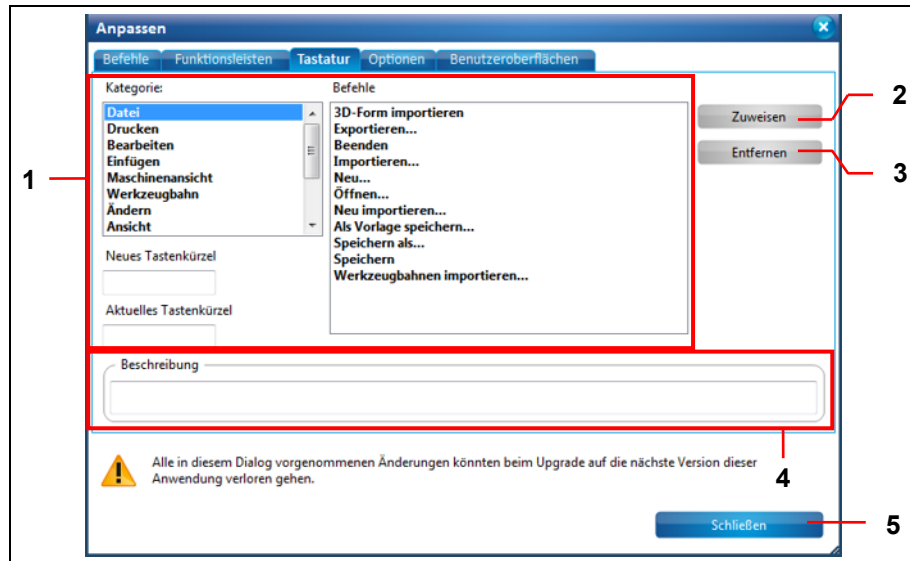 Anpassen
Befehle Funktionsleisten Tastatur Optionen Benutzeroberflächen
Kategorie:
Datei
Drucken
Bearbeiten
Einfügen
Maschinenansicht
Werkzeugbahn
Ändern
Ansicht
Neues Tastenkürzel
Aktuelles Tastenkürzel
Befehle
3D-Form importieren
Exportieren...
Beenden
Importieren...
Neu...
Öffnen...
Neu importieren...
Als Vorlage speichern...
Speichern als...
Speichern
Werkzeugbahnen importieren...
Zuweisen
Entfernen
1
2
3
Beschreibung
4
Alle in diesem Dialog vorgenommenen Änderungen könnten beim Upgrade auf die nächste Version dieser
Anwendung verloren gehen.
Schließen
5